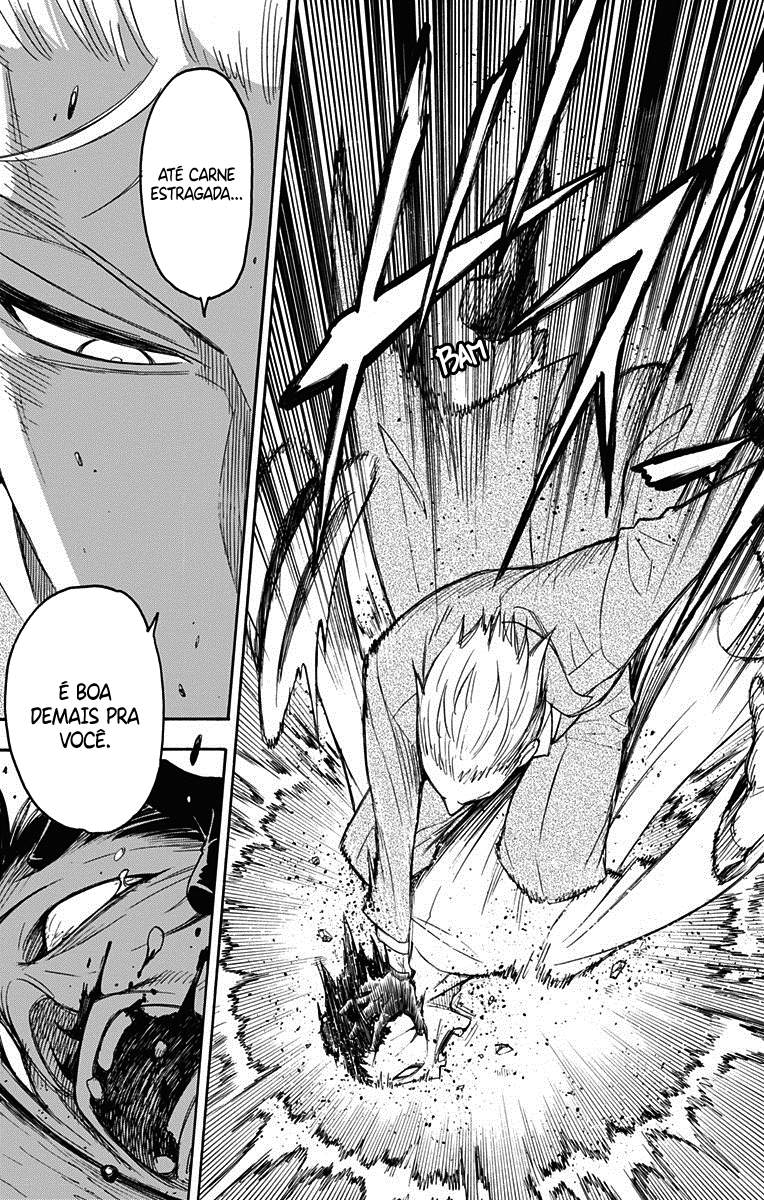 ATÉ CARNE
ESTRAGADA...
BAM
É BOA
DEMAIS PRA
VOCÊ.